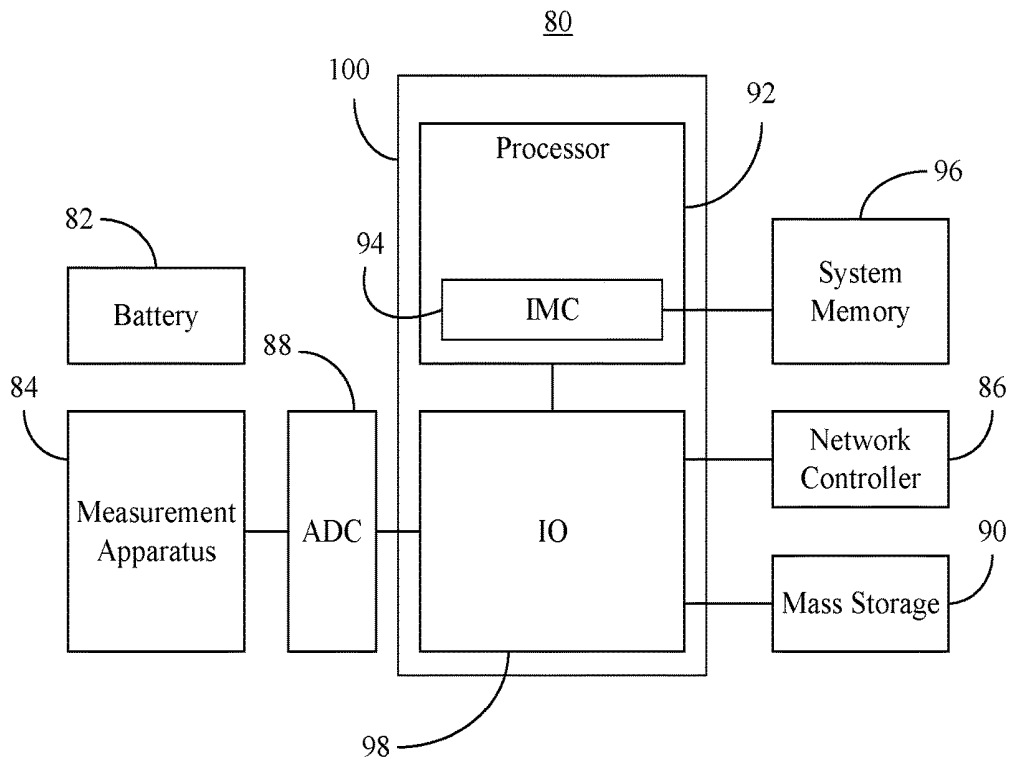 80
100
92
Processor
96
82
94
System
Memory
IMC
Battery
88
84
86
Network
Controller
Measurement
Apparatus
ADC
IO
90
Mass Storage
98